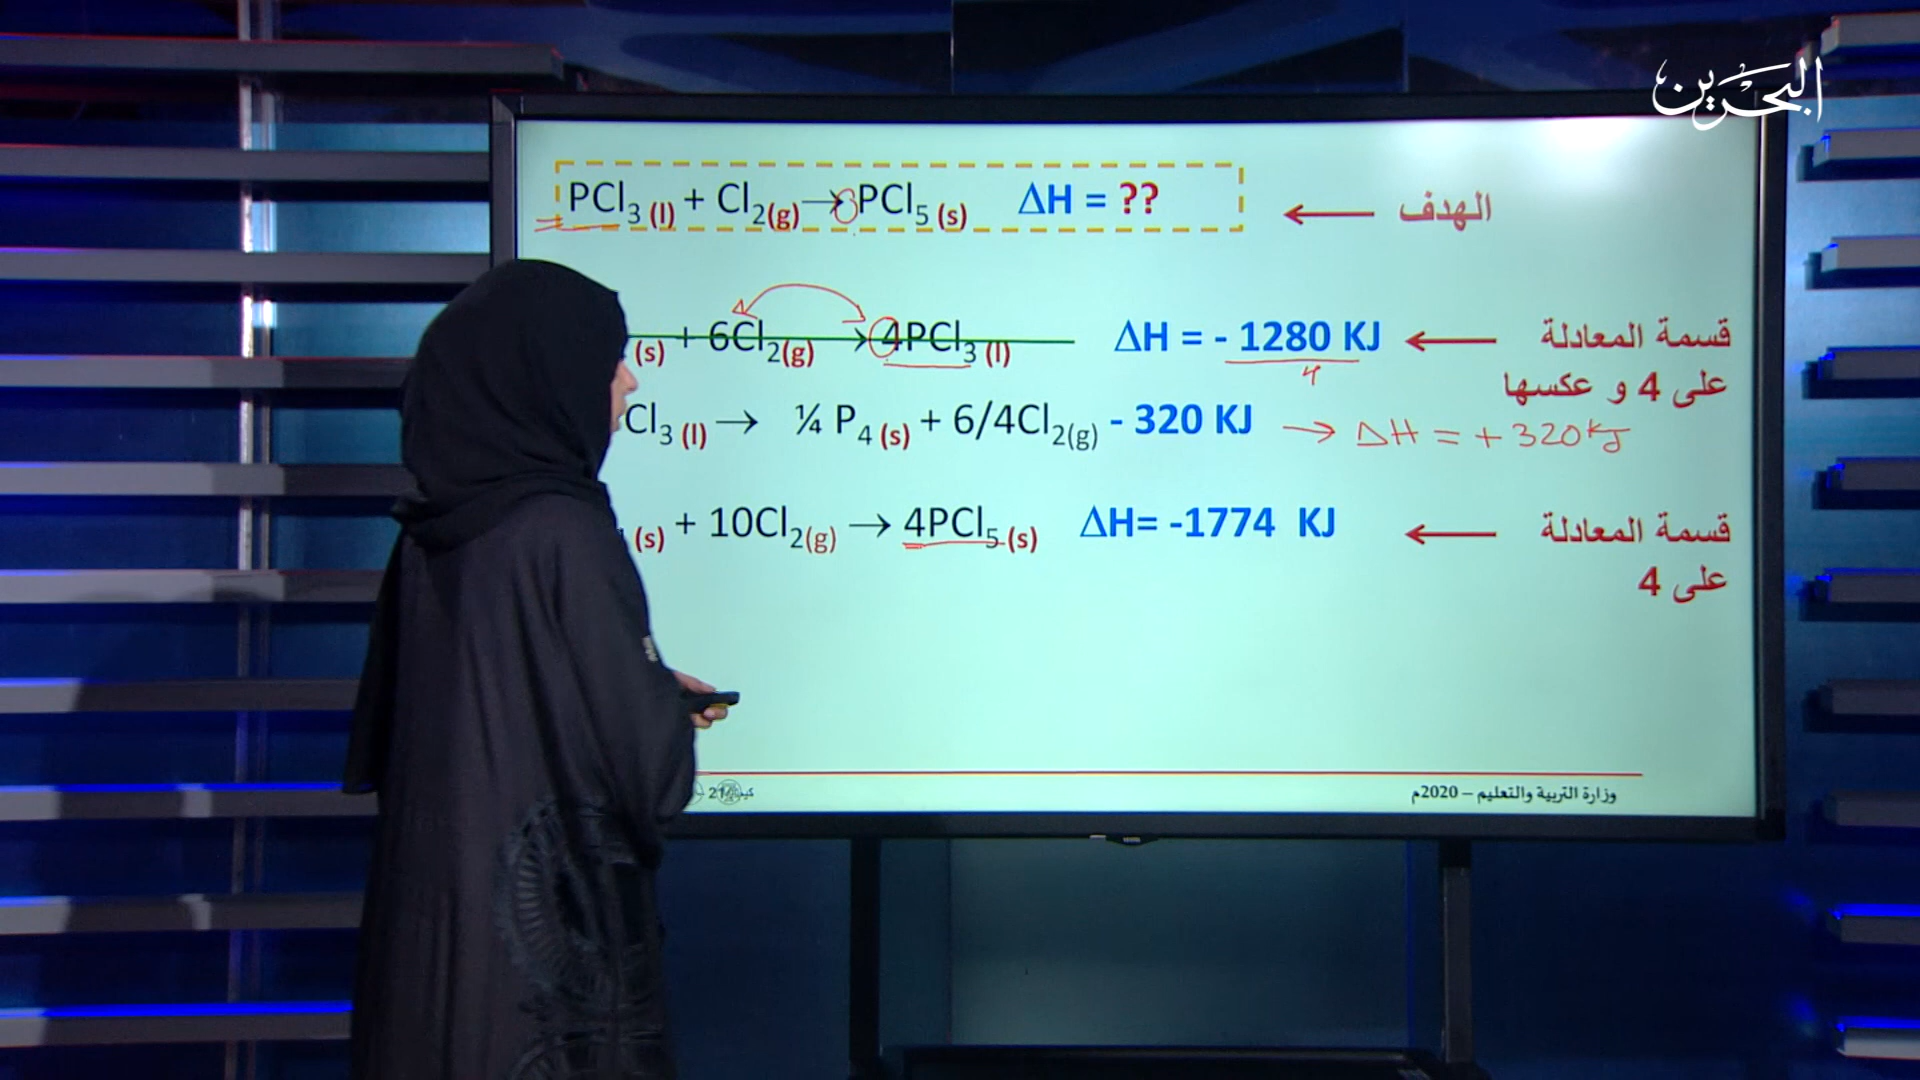 البحرين
PCl₃ (l) + Cl₂(g) → PCl₅ (s) ΔH = ??
الهدف
(s) + 6Cl₂(g) → 4PCl₃ (l) ΔH = - 1280 KJ
4
قسمة المعادلة
على 4 و عكسها
Cl₃ (l) → ¼ P₄ (s) + 6/4Cl₂(g) - 320 KJ → ΔH = + 320 KJ
(s) + 10Cl₂(g) → 4PCl₅ (s) ΔH= -1774 KJ
قسمة المعادلة
على 4
وزارة التربية والتعليم – 2020م